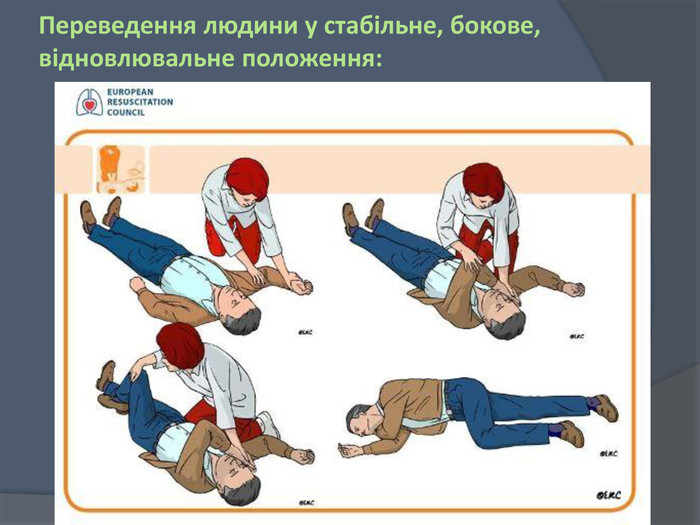 Переведення людини у стабільне, бокове,
відновлювальне положення:
EUROPEAN
RESUSCITATION
COUNCIL
@ERC
@ERC
@ERC
@ERC
@ERC